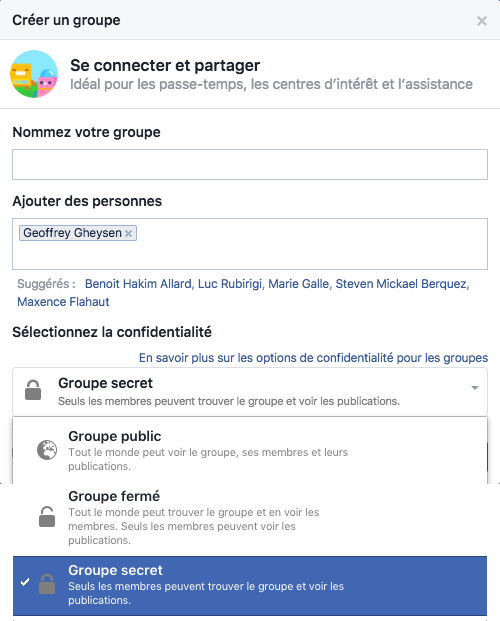 Créer un groupe
Se connecter et partager
Idéal pour les passe-temps, les centres d'intérêt et l'assistance
Nommez votre groupe
Ajouter des personnes
Geoffrey Gheysen ×
Suggérés : Benoit Hakim Allard, Luc Rubirigi, Marie Galle, Steven Mickael Berquez,
Maxence Flahaut
Sélectionnez la confidentialité
En savoir plus sur les options de confidentialité pour les groupes
Groupe secret
Seuls les membres peuvent trouver le groupe et voir les publications.
Groupe public
Tout le monde peut voir le groupe, ses membres et leurs
publications.
Groupe fermé
Tout le monde peut trouver le groupe et en voir les
membres. Seuls les membres peuvent voir les
publications.
Groupe secret
Seuls les membres peuvent trouver le groupe et voir les
publications.